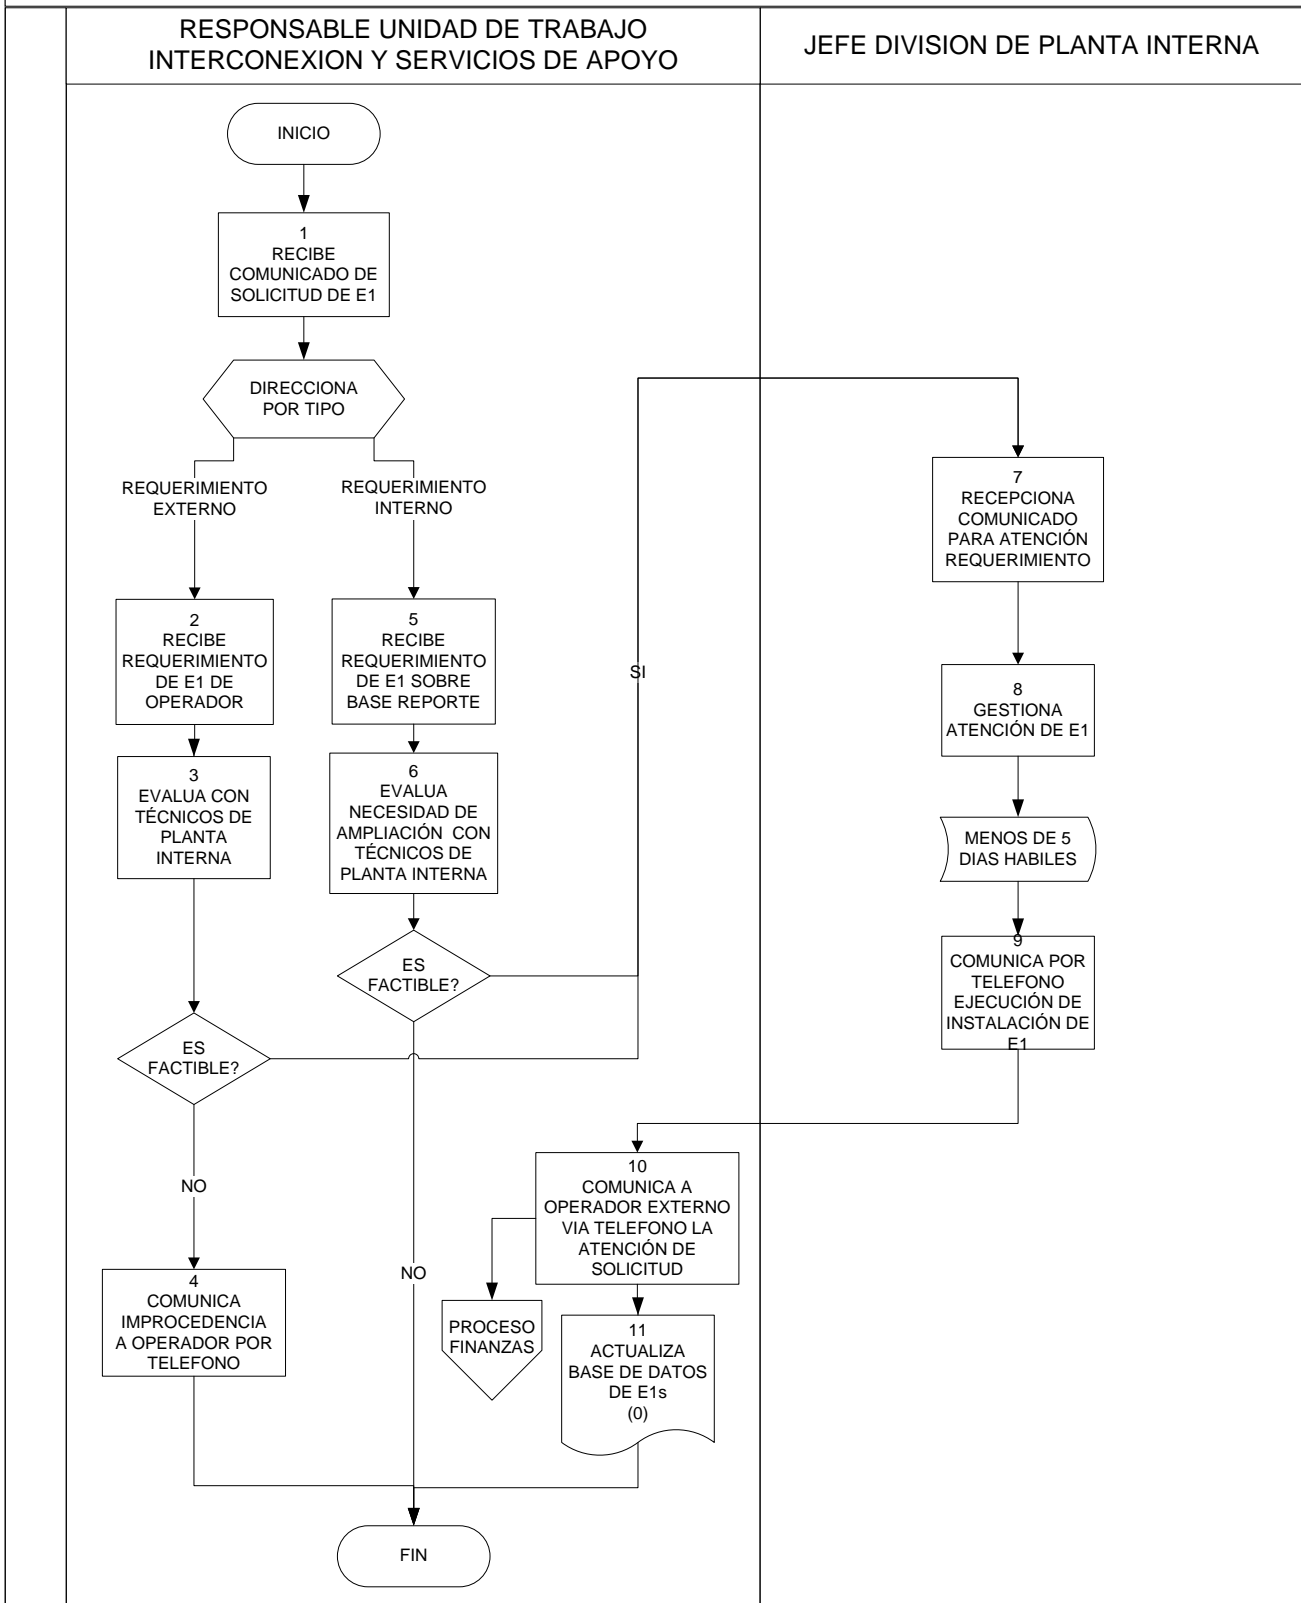 RESPONSABLE UNIDAD DE TRABAJO
INTERCONEXION Y SERVICIOS DE APOYO
JEFE DIVISION DE PLANTA INTERNA
INICIO
1
RECIBE
COMUNICADO DE
SOLICITUD DE E1
DIRECCIONA
POR TIPO
REQUERIMIENTO
EXTERNO
REQUERIMIENTO
INTERNO
2
RECIBE
REQUERIMIENTO
DE E1 DE
OPERADOR
5
RECIBE
REQUERIMIENTO
DE E1 SOBRE
BASE REPORTE
3
EVALUA CON
TÉCNICOS DE
PLANTA
INTERNA
6
EVALUA
NECESIDAD DE
AMPLIACIÓN CON
TÉCNICOS DE
PLANTA INTERNA
ES
FACTIBLE?
ES
FACTIBLE?
SI
NO
NO
4
COMUNICA
IMPROCEDENCIA
A OPERADOR POR
TELEFONO
7
RECEPCIONA
COMUNICADO
PARA ATENCIÓN
REQUERIMIENTO
8
GESTIONA
ATENCIÓN DE E1
MENOS DE 5
DIAS HABILES
9
COMUNICA POR
TELEFONO
EJECUCIÓN DE
INSTALACIÓN DE
E1
10
COMUNICA A
OPERADOR EXTERNO
VIA TELEFONO LA
ATENCIÓN DE
SOLICITUD
PROCESO
FINANZAS
11
ACTUALIZA
BASE DE DATOS
DE E1s
(0)
FIN